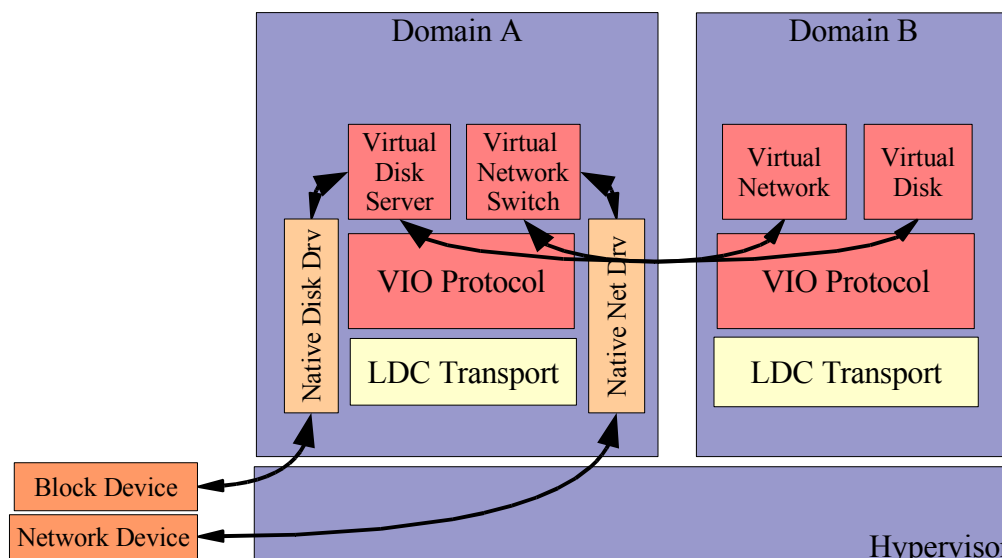 Domain A
Domain B
Virtual
Disk
Server
Virtual
Network
Switch
Virtual
Network
Virtual
Disk
Native Disk Drv
VIO Protocol
Native Net Drv
VIO Protocol
LDC Transport
LDC Transport
Block Device
Network Device
Hypervisor